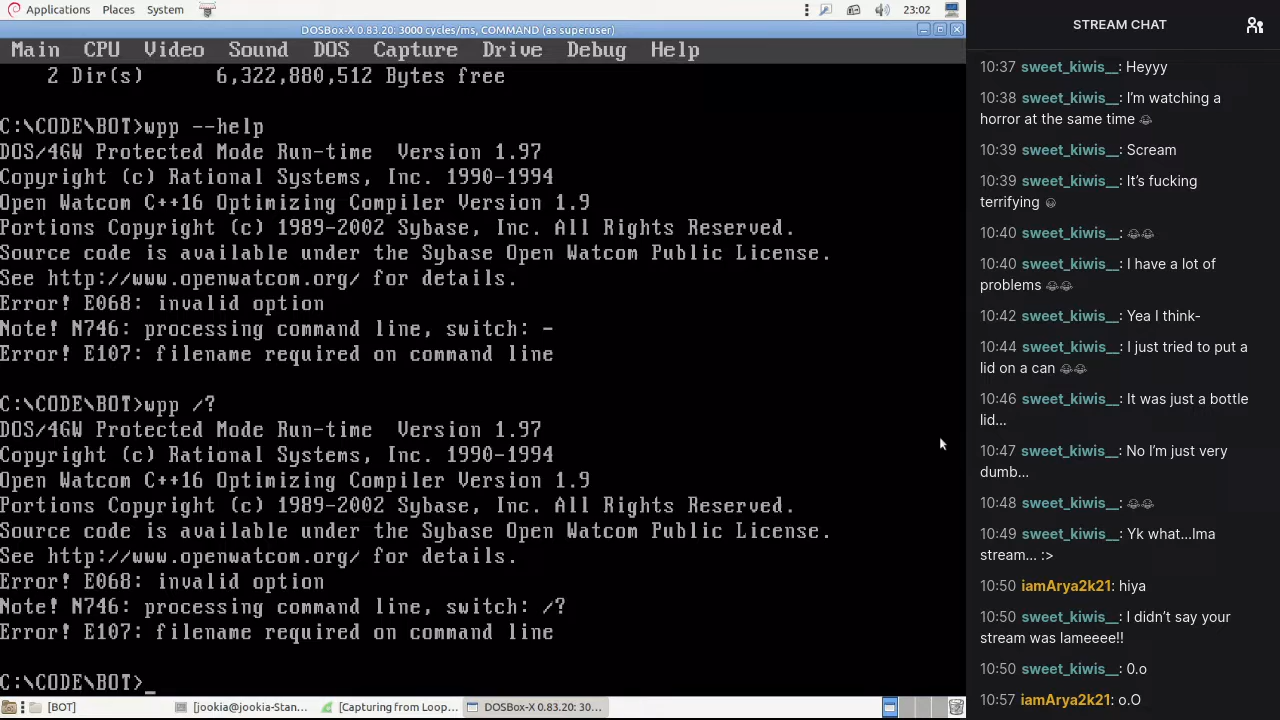 Applications Places System
23:02
DOSBox-X 0.83.20: 3000 cycles/ms, COMMAND (as superuser)
Main CPU Video Sound DOS Capture Drive Debug Help
2 Dir(s) 6,322,880,512 Bytes free
C:\CODE\BOT>wpp --help
DOS/4GW Protected Mode Run-time Version 1.97
Copyright (c) Rational Systems, Inc. 1990-1994
Open Watcom C++16 Optimizing Compiler Version 1.9
Portions Copyright (c) 1989-2002 Sybase, Inc. All Rights Reserved.
Source code is available under the Sybase Open Watcom Public License.
See http://www.openwatcom.org/ for details.
Error! E068: invalid option
Note! N746: processing command line, switch: -
Error! E107: filename required on command line
C:\CODE\BOT>wpp /?
DOS/4GW Protected Mode Run-time Version 1.97
Copyright (c) Rational Systems, Inc. 1990-1994
Open Watcom C++16 Optimizing Compiler Version 1.9
Portions Copyright (c) 1989-2002 Sybase, Inc. All Rights Reserved.
Source code is available under the Sybase Open Watcom Public License.
See http://www.openwatcom.org/ for details.
Error! E068: invalid option
Note! N746: processing command line, switch: /?
Error! E107: filename required on command line
C:\CODE\BOT>_
[BOT]
[jookia@jookia-Stan...
[Capturing from Loop...
DOSBox-X 0.83.20: 30...
STREAM CHAT
10:37 sweet_kiwis__: Heyyy
10:38 sweet_kiwis__: I'm watching a
horror at the same time 😂
10:39 sweet_kiwis__: Scream
10:39 sweet_kiwis__: It's fucking
terrifying 😀
10:40 sweet_kiwis__: 😂😂
10:40 sweet_kiwis__: I have a lot of
problems 😂😂
10:42 sweet_kiwis__: Yea I think-
10:44 sweet_kiwis__: I just tried to put a
lid on a can 😂😂
10:46 sweet_kiwis__: It was just a bottle
lid...
10:47 sweet_kiwis__: No I'm just very
dumb...
10:48 sweet_kiwis__: 😂😂
10:49 sweet_kiwis__: Yk what...Ima
stream... :>
10:50 iamArya2k21: hiya
10:50 sweet_kiwis__: I didn't say your
stream was lameeee!!
10:50 sweet_kiwis__: 0.o
10:57 iamArya2k21: o.O